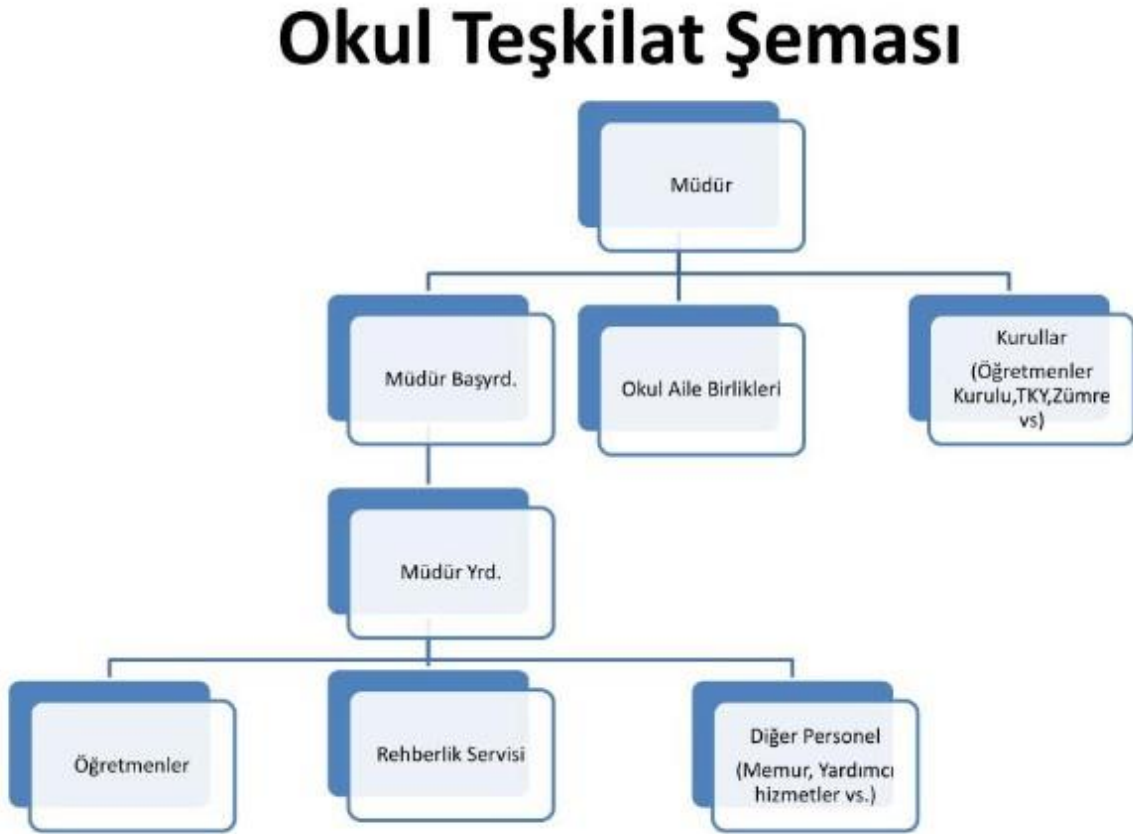 Okul Teşkilat Şeması
Müdür
Müdür Başyrd.
Okul Aile Birlikleri
Kurullar
(Öğretmenler
Kurulu,TKY,Zümre
vs)
Müdür Yrd.
Öğretmenler
Rehberlik Servisi
Diğer Personel
(Memur, Yardımcı
hizmetler vs.)